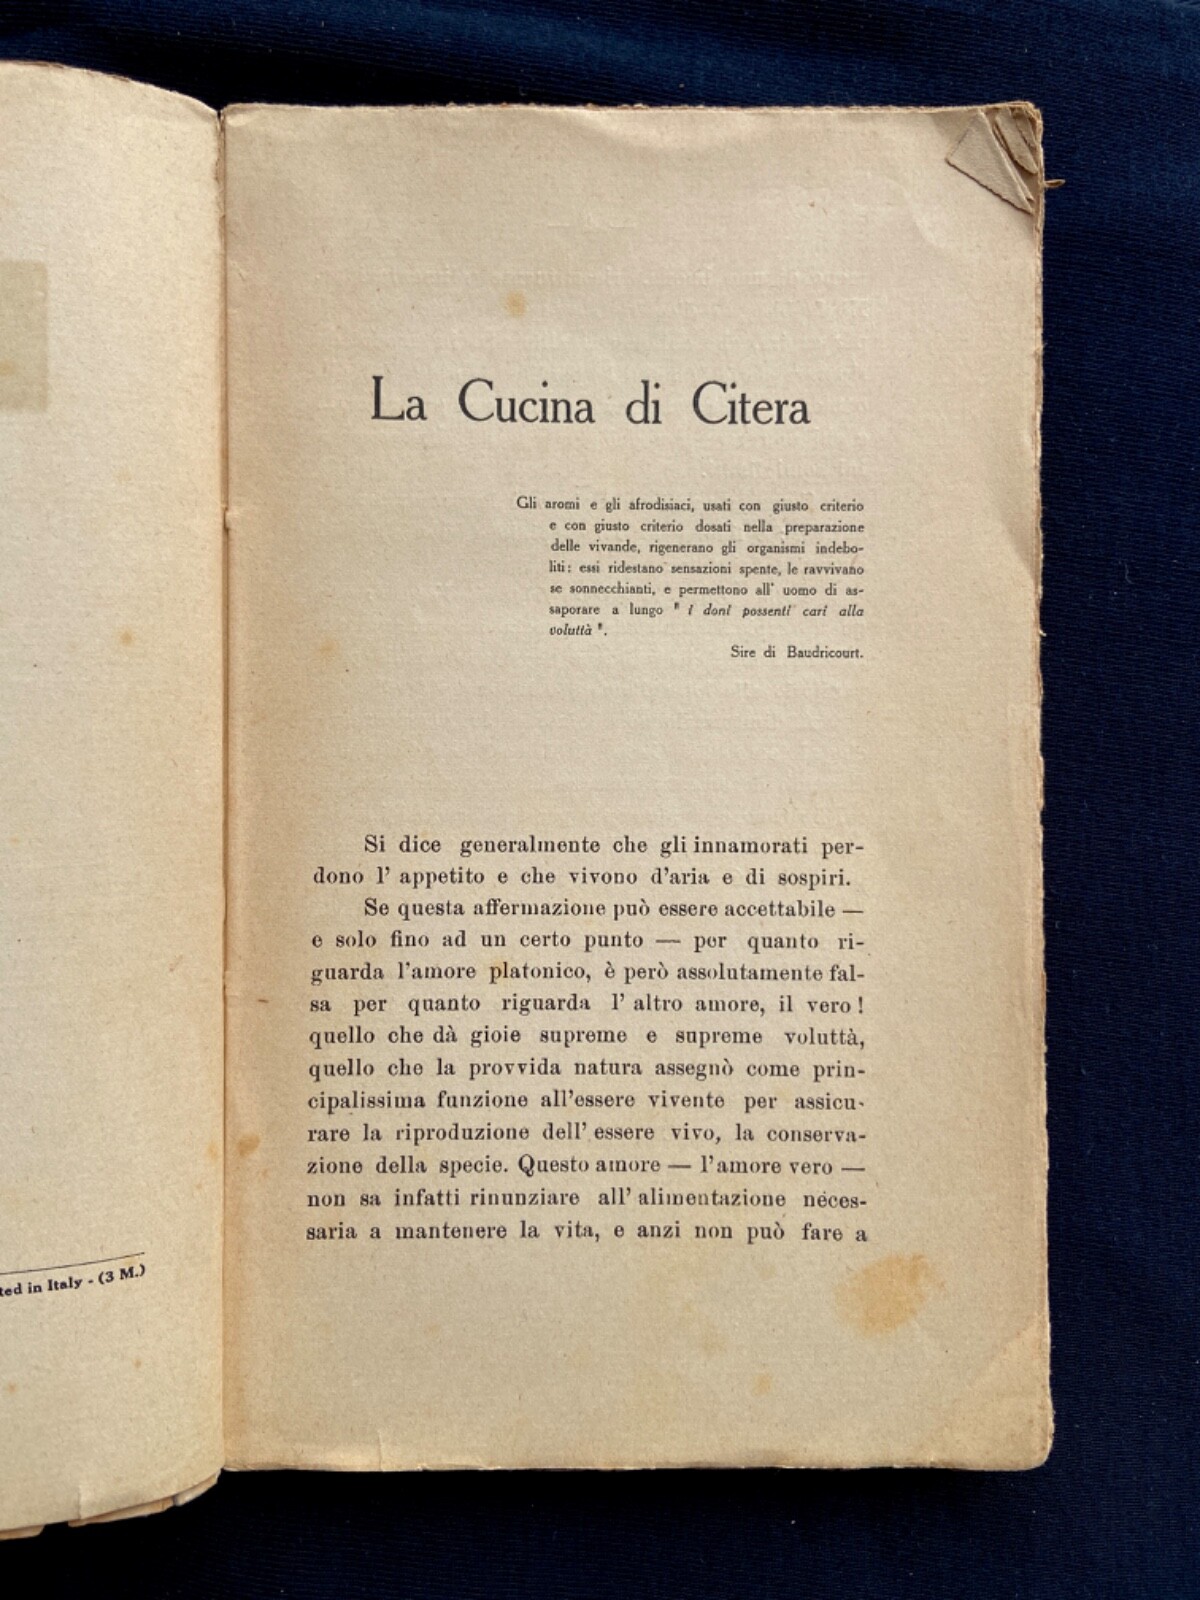 ted in Italy - (3 M.)
La Cucina di Citera
Gli aromi e gli afrodisiaci, usati con giusto criterio
e con giusto criterio dosati nella preparazione
delle vivande, rigenerano gli organismi indebo-
liti: essi ridestano sensazioni spente, le ravvivano
se sonnecchianti, e permettono all' uomo di as-
saporare a lungo " i doni possenti cari alla
voluttà ".
Sire di Baudricourt.
Si dice generalmente che gli innamorati per-
dono l' appetito e che vivono d'aria e di sospiri.
Se questa affermazione può essere accettabile —
e solo fino ad un certo punto — per quanto ri-
guarda l'amore platonico, è però assolutamente fal-
sa per quanto riguarda l' altro amore, il vero !
quello che dà gioie supreme e supreme voluttà,
quello che la provvida natura assegnò come prin-
cipalissima funzione all'essere vivente per assicu-
rare la riproduzione dell' essere vivo, la conserva-
zione della specie. Questo amore — l'amore vero —
non sa infatti rinunziare all' alimentazione neces-
saria a mantenere la vita, e anzi non può fare a